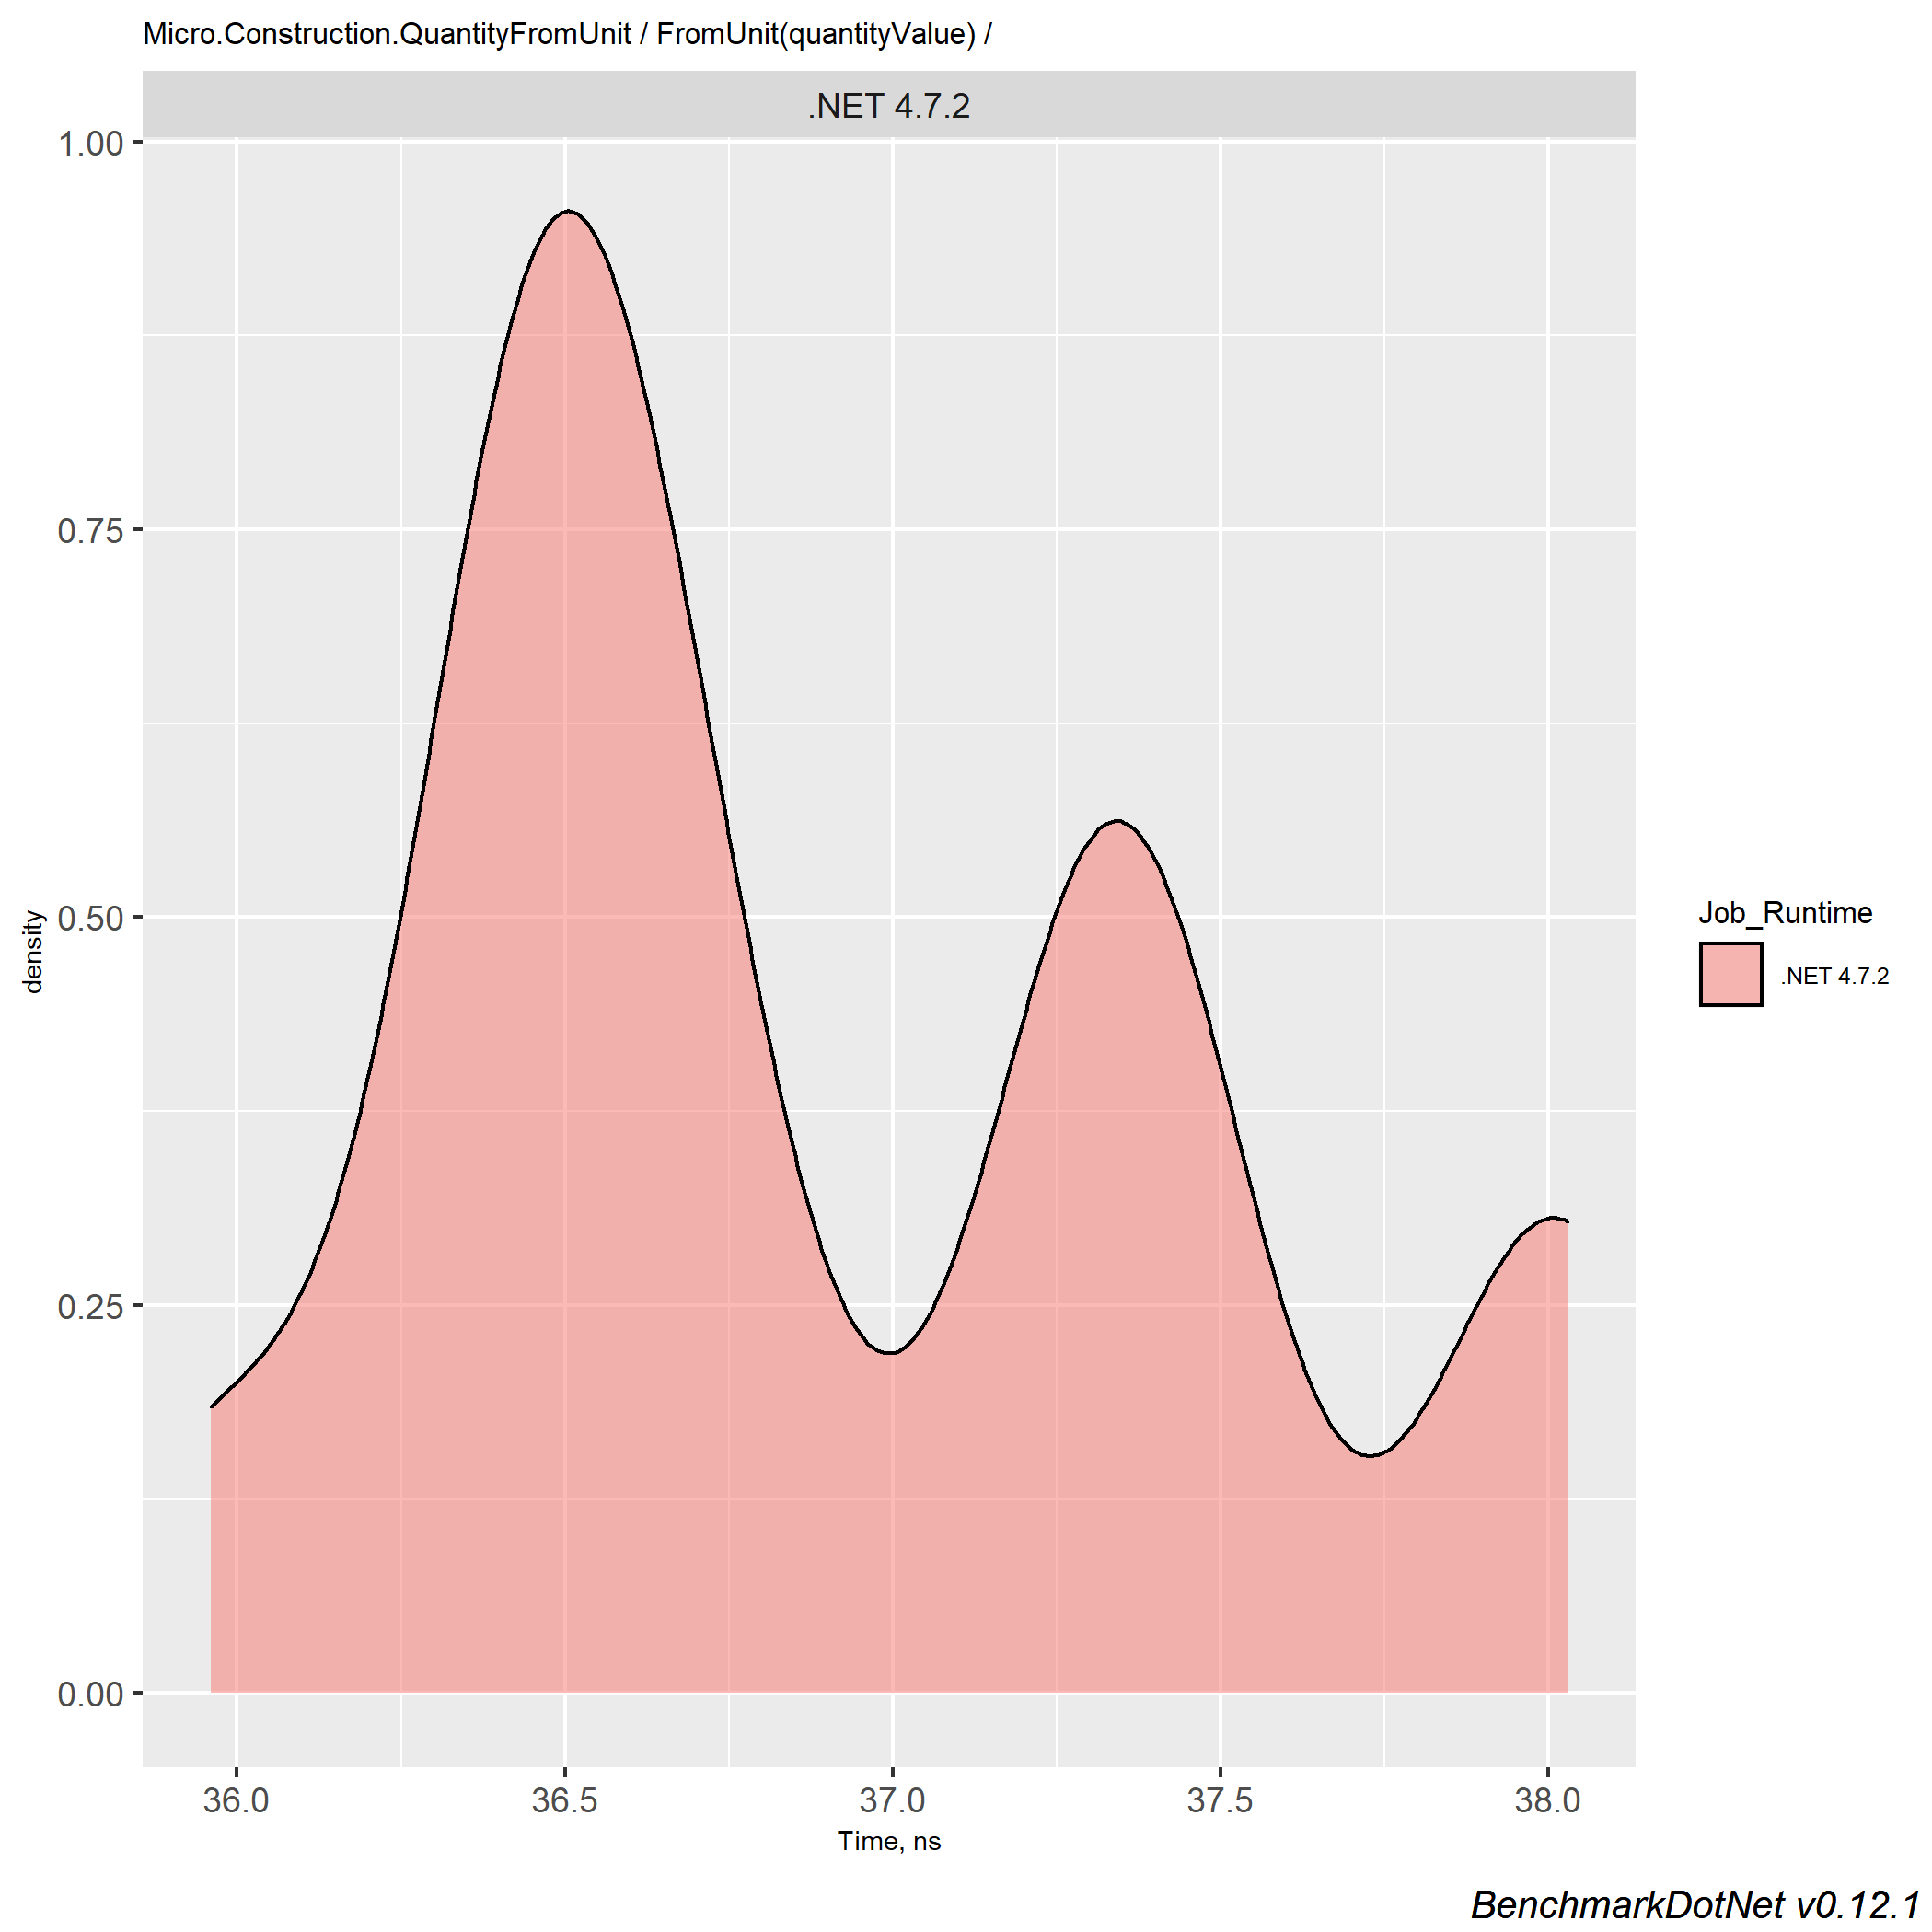 Micro.Construction.QuantityFromUnit / FromUnit(quantityValue) /
.NET 4.7.2
1.00
0.75
0.50
0.25
0.00
density
36.0 36.5 37.0 37.5 38.0
Time, ns
Job_Runtime
.NET 4.7.2
BenchmarkDotNet v0.12.1